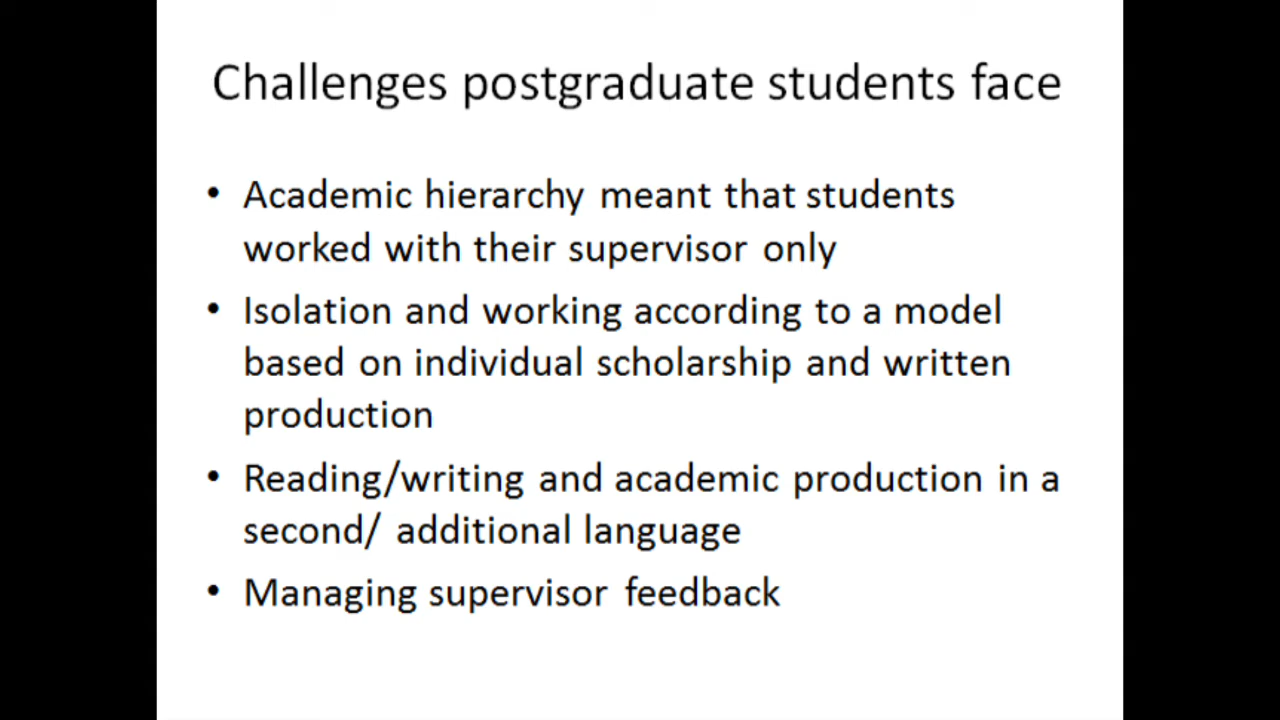 Challenges postgraduate students face
• Academic hierarchy meant that students
worked with their supervisor only
• Isolation and working according to a model
based on individual scholarship and written
production
• Reading/writing and academic production in a
second/ additional language
• Managing supervisor feedback